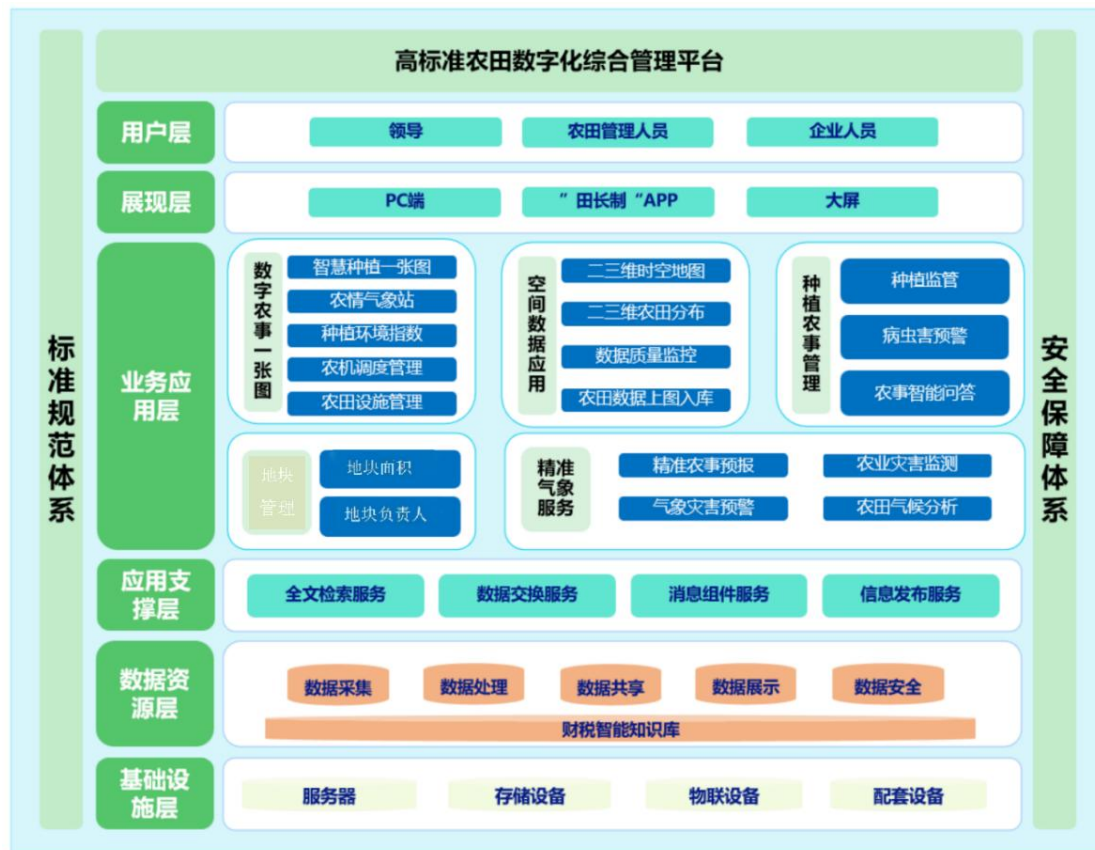 高标准农田数字化综合管理平台
标准规范体系
安全保障体系
用户层
领导
农田管理人员
企业人员
展现层
PC端
”田长制“APP
大屏
业务应
用层
数字农事一张图
智慧种植一张图
农情气象站
种植环境指数
农机调度管理
农田设施管理
空间数据应用
二三维时空地图
二三维农田分布
数据质量监控
农田数据上图入库
种植农事管理
种植监管
病虫害预警
农事智能问答
地块
管理
地块面积
地块负责人
精准
气象
服务
精准农事预报
农业灾害监测
气象灾害预警
农田气候分析
应用支
撑层
全文检索服务
数据交换服务
消息组件服务
信息发布服务
数据资
源层
数据采集
数据处理
数据共享
数据展示
数据安全
财税智能知识库
基础设
施层
服务器
存储设备
物联设备
配套设备